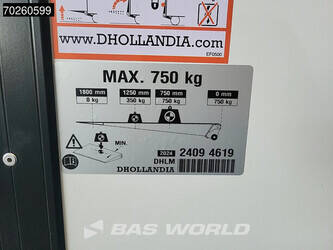 70260599
WWW.DHOLLANDIA.COM
EF0500
MAX. 750 kg
1800 mm 1250 mm 750 mm 0 mm
0 kg 350 kg 750 kg 750 kg
MIN.
2024 2409 4619
DHLM
DHOLLANDIA
BAS WORLD